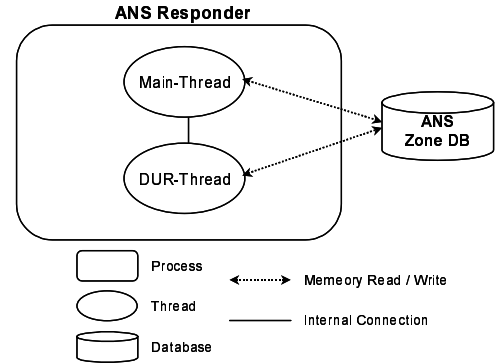 ANS Responder
Main-Thread
DUR-Thread
ANS
Zone DB
Process
Thread
Database
Memeory Read / Write
Internal Connection